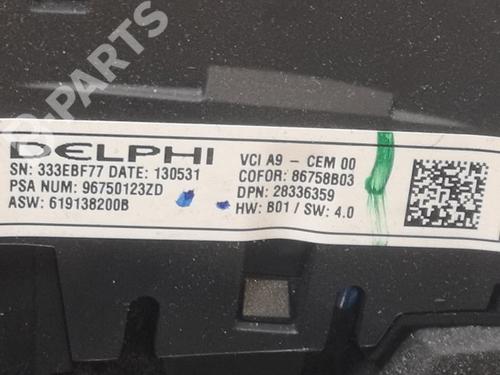 B-PARTS
DELPHI
SN: 333EBF77 DATE: 130531
PSA NUM: 96750123ZD
ASW: 619138200B
VCI A9 - CEM 00
COFOR: 86758B03
DPN: 28336359
HW: B01 / SW: 4.0